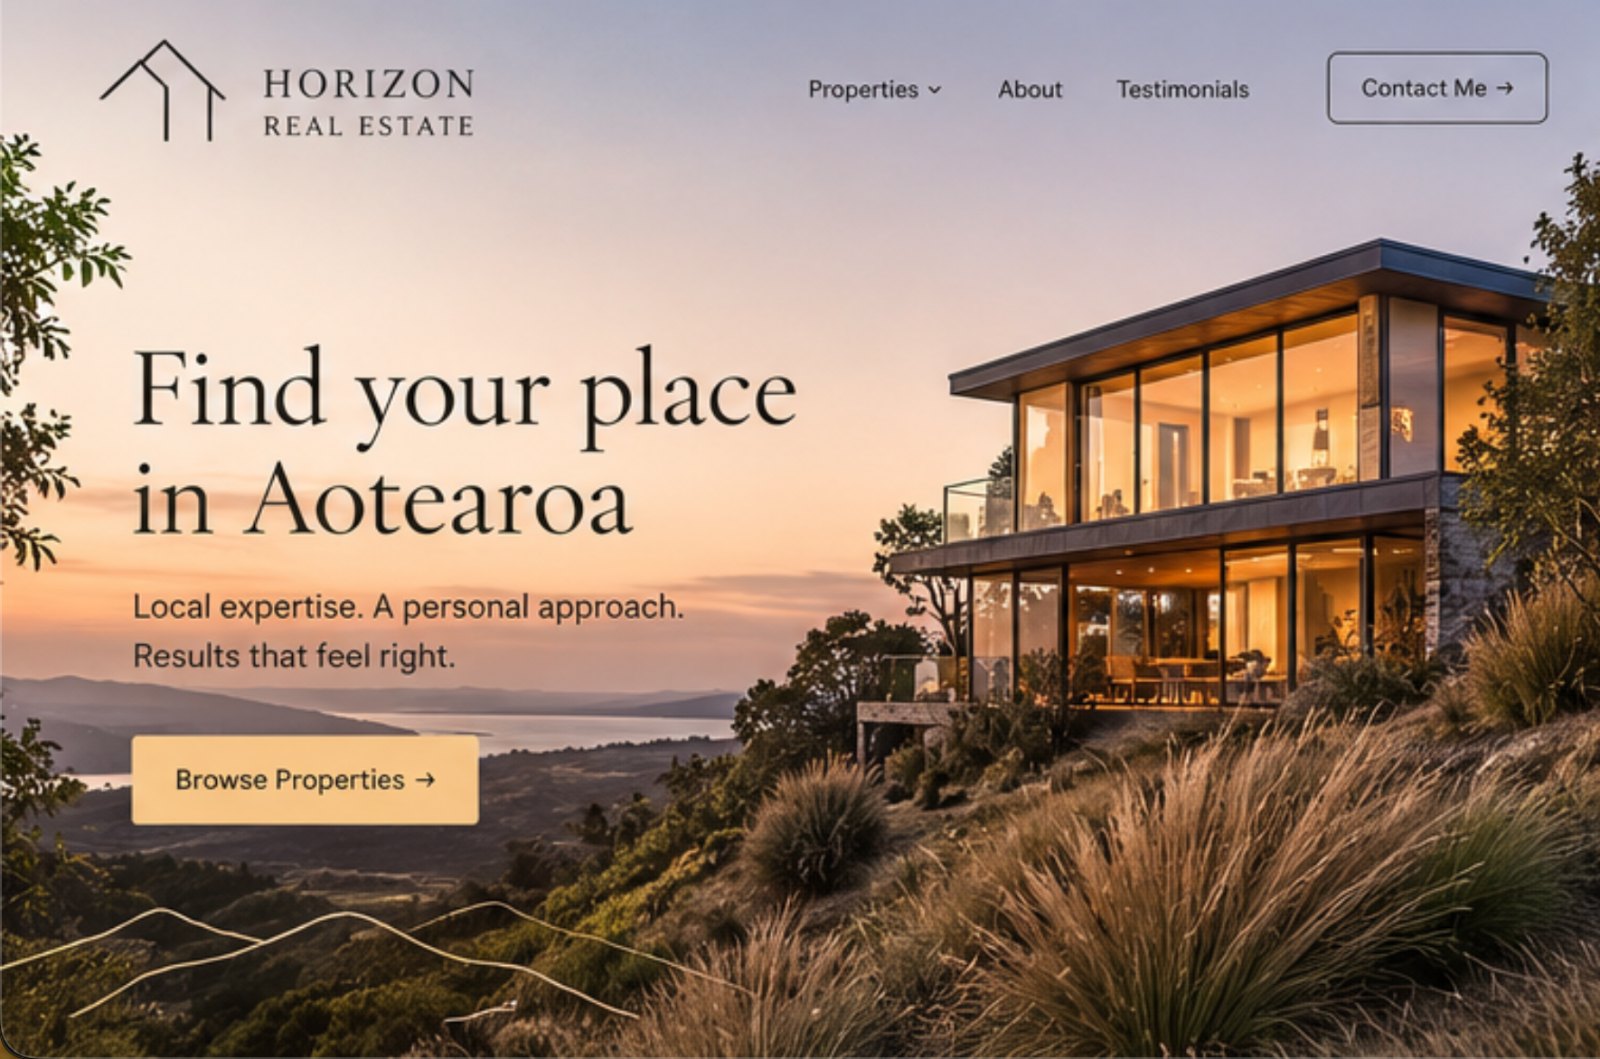 HORIZON
REAL ESTATE
Properties
About
Testimonials
Contact Me →
Find your place
in Aotearoa
Local expertise. A personal approach.
Results that feel right.
Browse Properties →